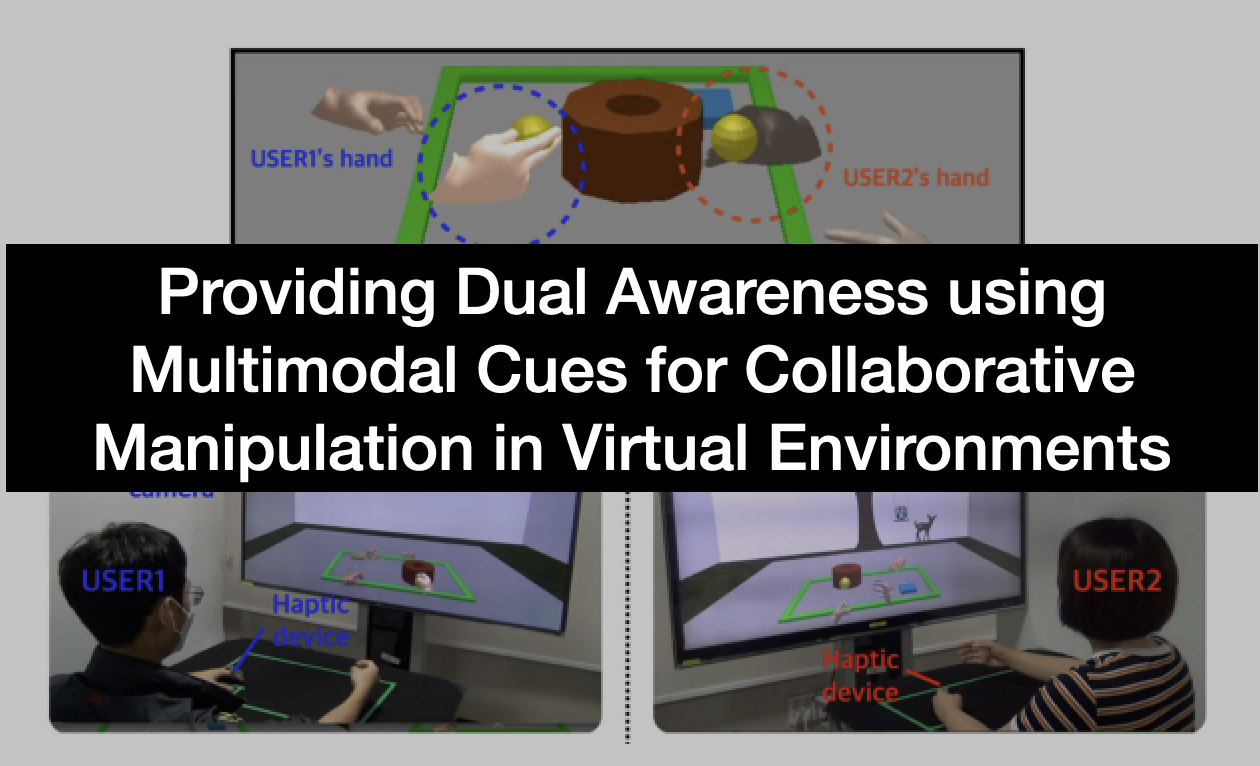 USER1's hand
USER2's hand
Providing Dual Awareness using
Multimodal Cues for Collaborative
Manipulation in Virtual Environments
camera
USER1
Haptic
device
USER2
Haptic
device